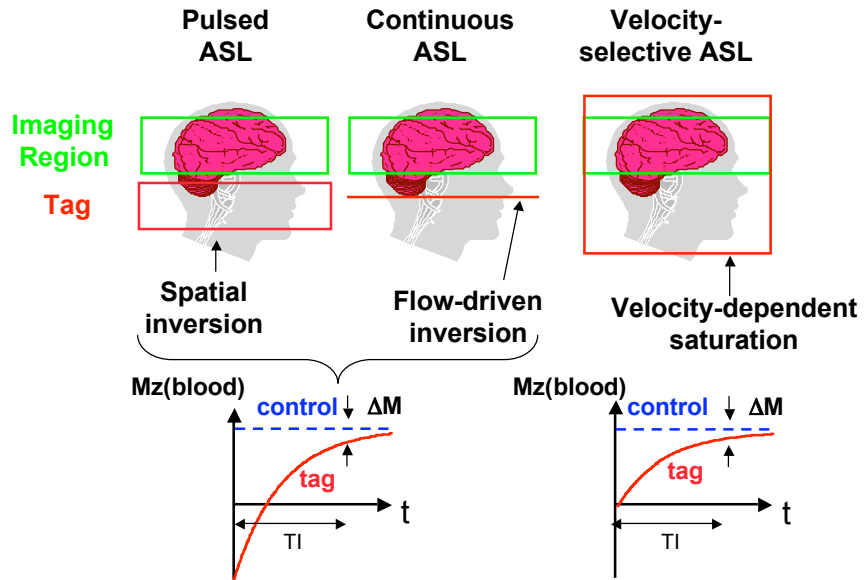 Pulsed
ASL
Continuous
ASL
Velocity-
selective ASL
Imaging
Region
Tag
Spatial
inversion
Flow-driven
inversion
Velocity-dependent
saturation
Mz(blood)
control
ΔM
tag
t
TI
Mz(blood)
control
ΔM
tag
t
TI